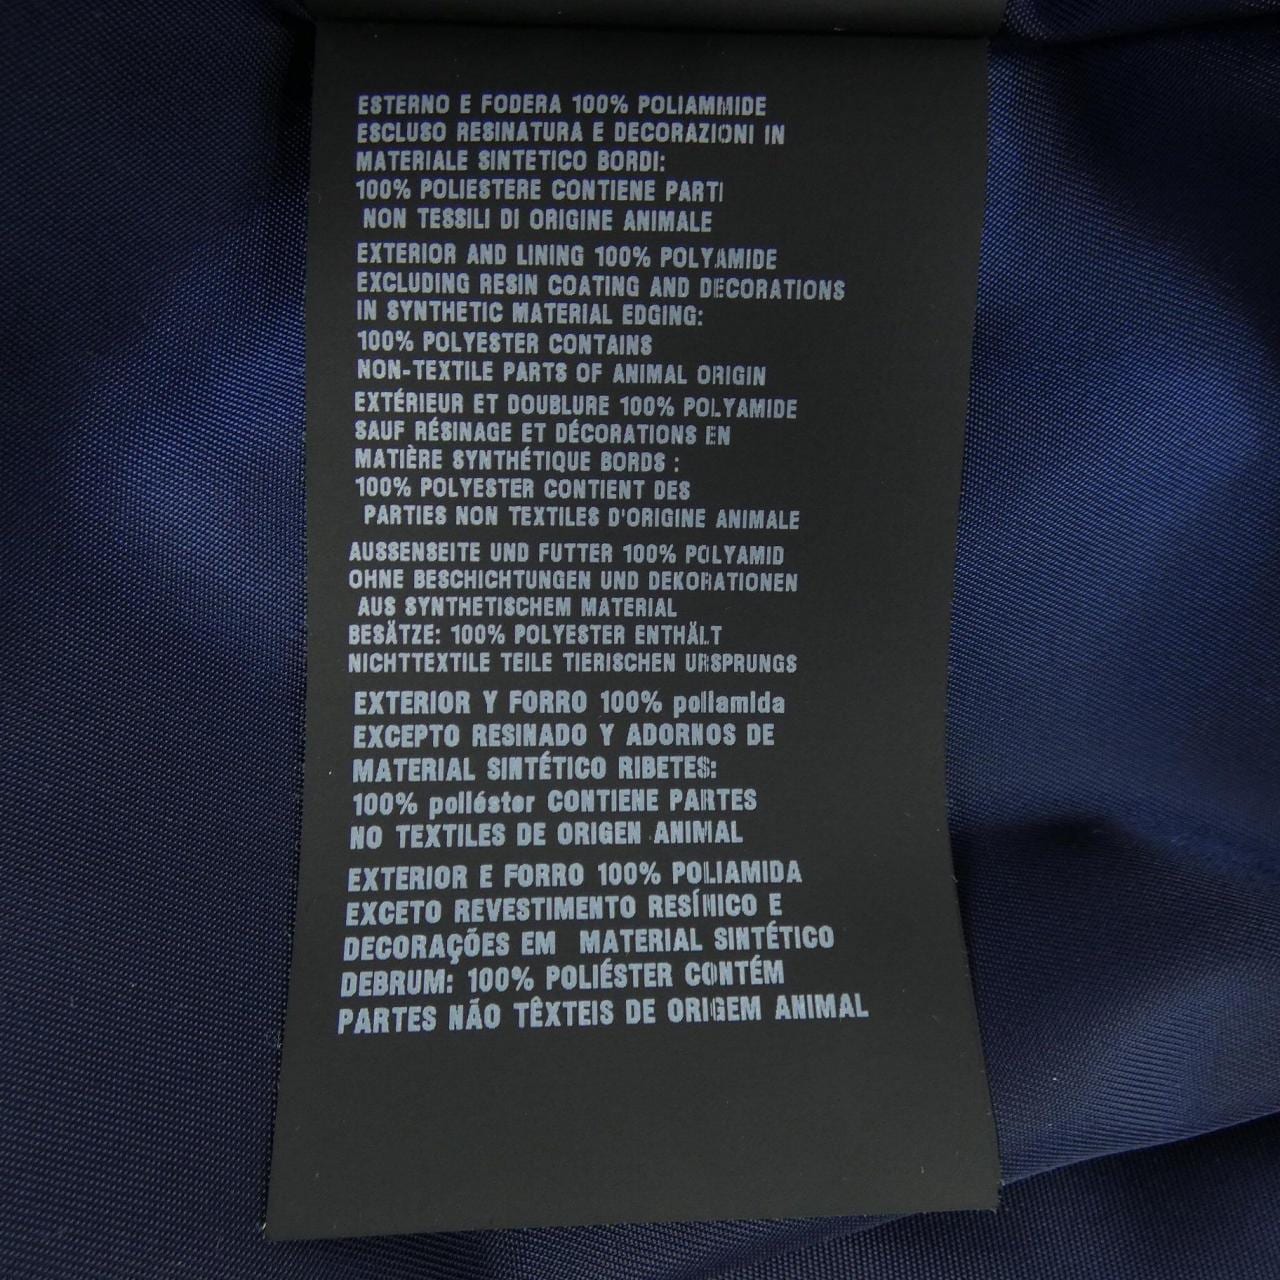 ESTERNO E FODERA 100% POLIAMMIDE
ESCLUSO RESINATURA E DECORAZIONI IN
MATERIALE SINTETICO BORDI:
100% POLIESTERE CONTIENE PARTI
NON TESSILI DI ORIGINE ANIMALE
EXTERIOR AND LINING 100% POLYAMIDE
EXCLUDING RESIN COATING AND DECORATIONS
IN SYNTHETIC MATERIAL EDGING:
100% POLYESTER CONTAINS
NON-TEXTILE PARTS OF ANIMAL ORIGIN
EXTÉRIEUR ET DOUBLURE 100% POLYAMIDE
SAUF RÉSINAGE ET DÉCORATIONS EN
MATIÈRE SYNTHÉTIQUE BORDS :
100% POLYESTER CONTIENT DES
PARTIES NON TEXTILES D'ORIGINE ANIMALE
AUSSENSEITE UND FUTTER 100% POLYAMID
OHNE BESCHICHTUNGEN UND DEKORATIONEN
AUS SYNTHETISCHEM MATERIAL
BESÄTZE: 100% POLYESTER ENTHÄLT
NICHTTEXTILE TEILE TIERISCHEN URSPRUNGS
EXTERIOR Y FORRO 100% poliamida
EXCEPTO RESINADO Y ADORNOS DE
MATERIAL SINTÉTICO RIBETES:
100% poliéster CONTIENE PARTES
NO TEXTILES DE ORIGEN ANIMAL
EXTERIOR E FORRO 100% POLIAMIDA
EXCETO REVESTIMENTO RESÍNICO E
DECORAÇÕES EM MATERIAL SINTÉTICO
DEBRUM: 100% POLIÉSTER CONTÉM
PARTES NÃO TÊXTEIS DE ORIGEM ANIMAL